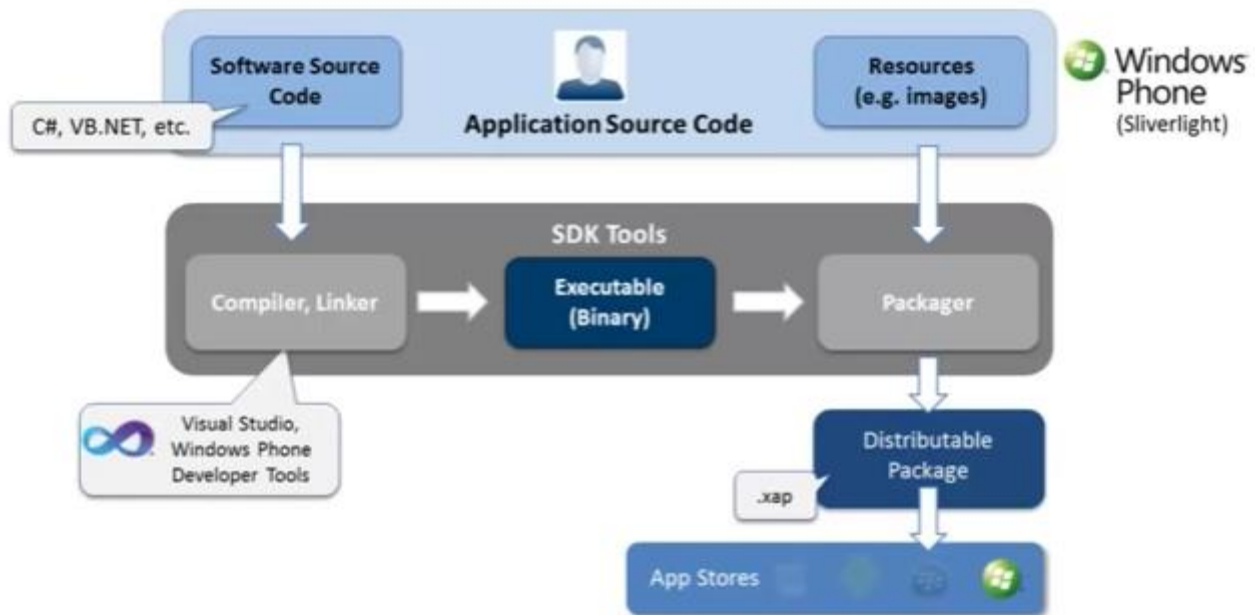 Software Source
Code
C#, VB.NET, etc.
Application Source Code
Resources
(e.g. images)
Windows
Phone
(Sliverlight)
SDK Tools
Compiler, Linker
Executable
(Binary)
Packager
Visual Studio,
Windows Phone
Developer Tools
Distributable
Package
.xap
App Stores